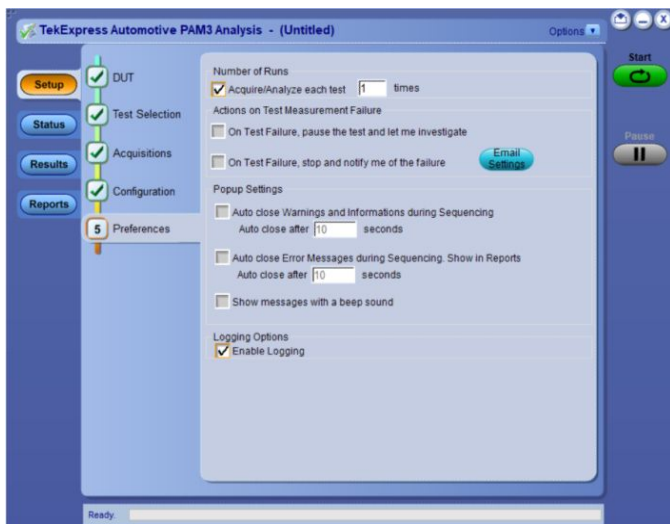 TekExpress Automotive PAM3 Analysis - (Untitled)
Options
Setup
Status
Results
Reports
DUT
Test Selection
Acquisitions
Configuration
5 Preferences
Number of Runs
Acquire/Analyze each test 1 times
Actions on Test Measurement Failure
On Test Failure, pause the test and let me investigate
On Test Failure, stop and notify me of the failure
Email
Settings
Popup Settings
Auto close Warnings and Informations during Sequencing
Auto close after 10 seconds
Auto close Error Messages during Sequencing. Show in Reports
Auto close after 10 seconds
Show messages with a beep sound
Logging Options
Enable Logging
Start
Pause
Ready.